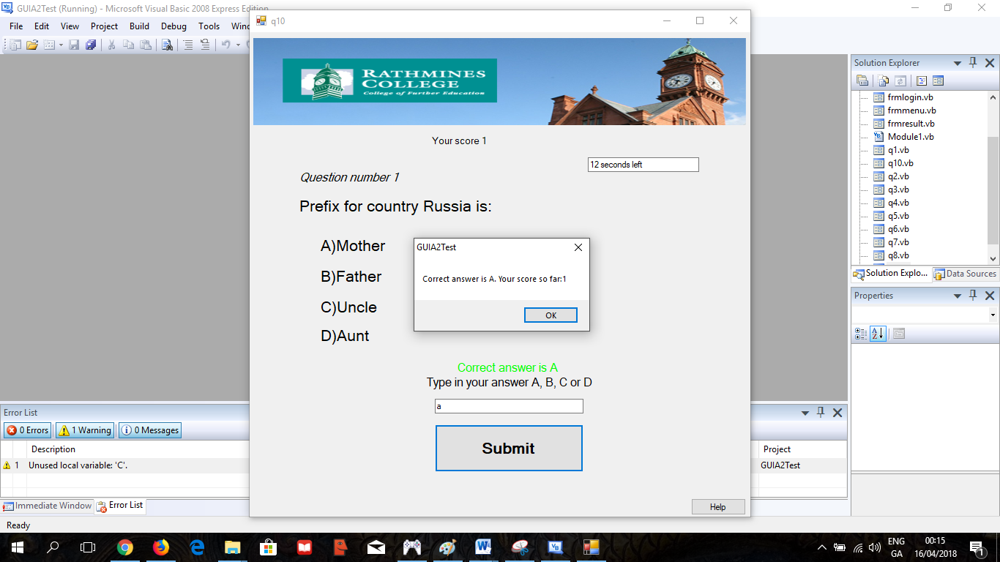 GUIA2Test (Running) - Microsoft Visual Basic 2008 Express Edition
File Edit View Project Build Debug Tools
q10
RATHMINES
COLLEGE
College of Further Education
Your score 1
12 seconds left
Question number 1
Prefix for country Russia is:
A)Mother
B)Father
C)Uncle
D)Aunt
GUIA2Test
Correct answer is A. Your score so far:1
OK
Correct answer is A
Type in your answer A, B, C or D
a
Submit
Help
Solution Explorer
frmlogin.vb
frmmenu.vb
frmresult.vb
Module1.vb
q1.vb
q10.vb
q2.vb
q3.vb
q4.vb
q5.vb
q6.vb
q7.vb
q8.vb
Solution Explo... Data Sources
Properties
Error List
0 Errors 1 Warning 0 Messages
Description Project
1 Unused local variable: 'C'. GUIA2Test
Immediate Window Error List
Ready
ENG 00:15
GA 16/04/2018
1